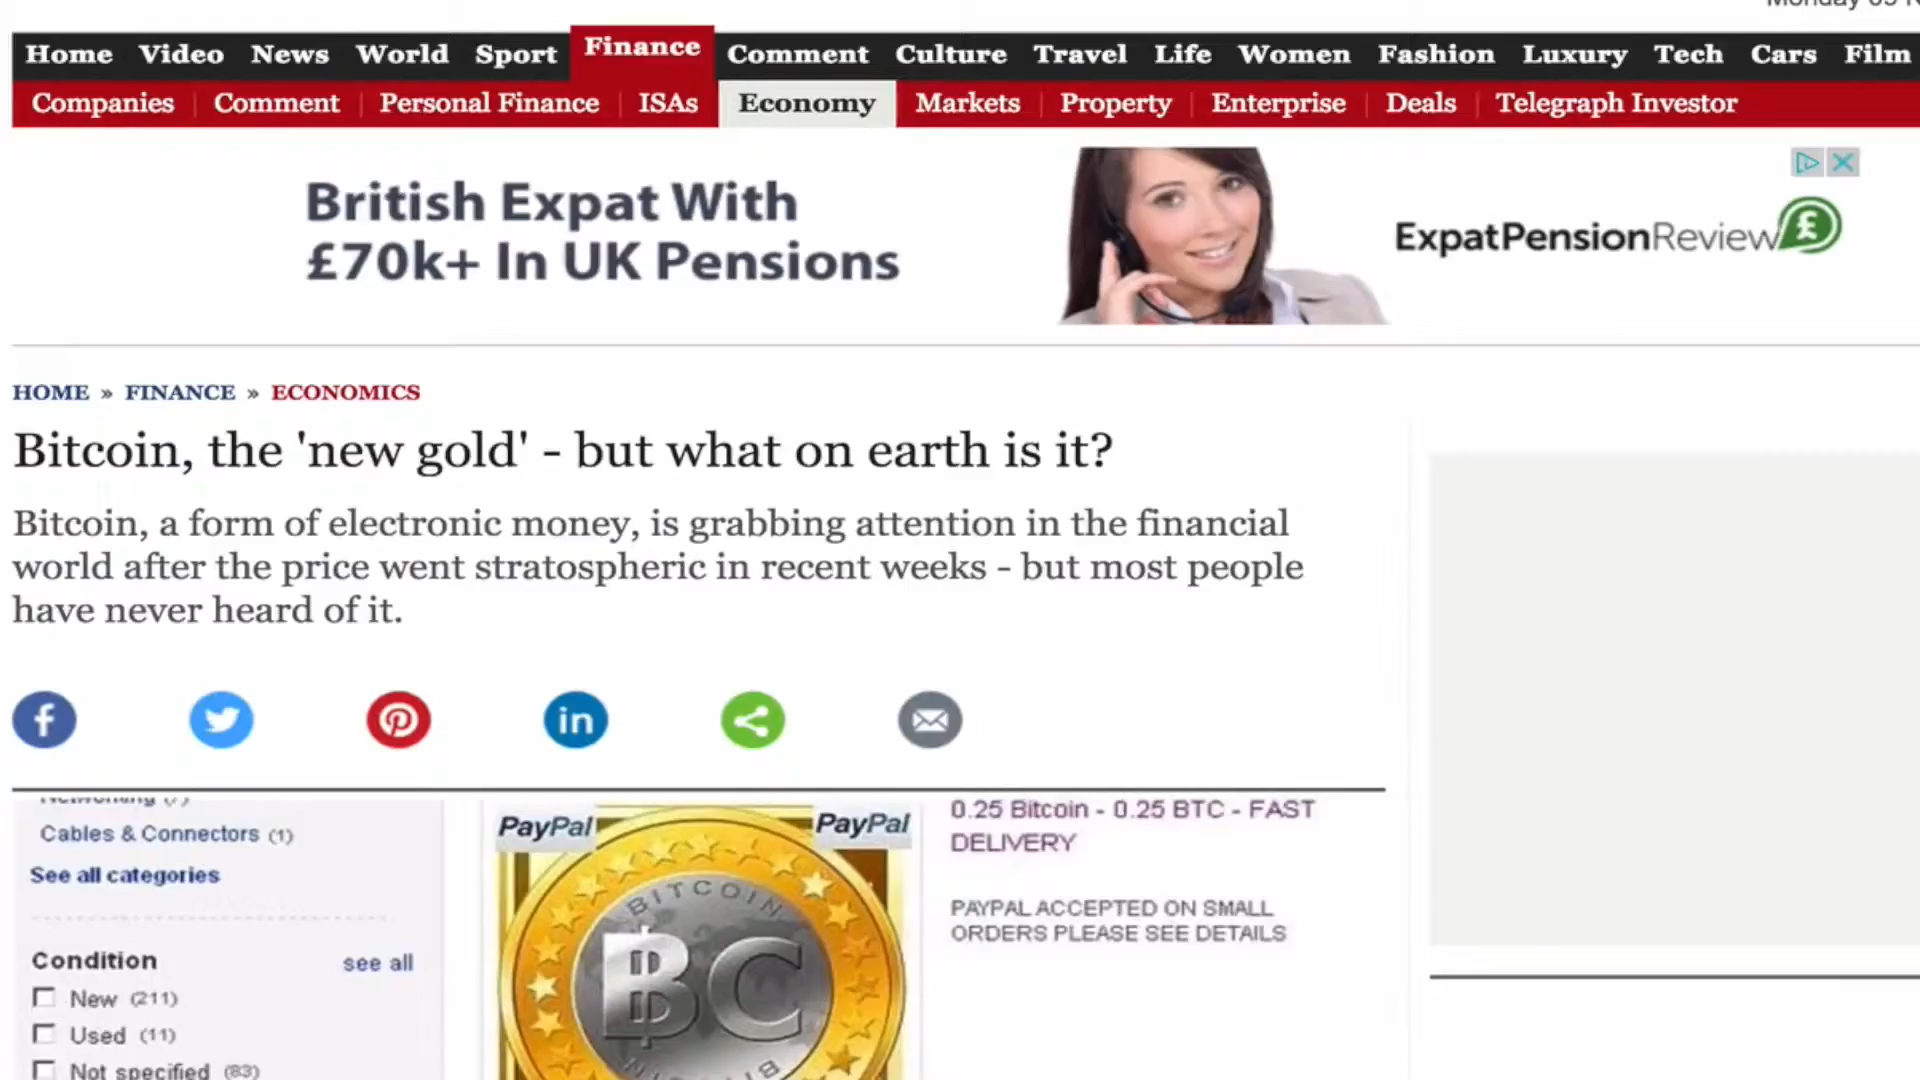 Monday
Home Video News World Sport Finance Comment Culture Travel Life Women Fashion Luxury Tech Cars Film
Companies Comment Personal Finance ISAs Economy Markets Property Enterprise Deals Telegraph Investor
British Expat With
£70k+ In UK Pensions
ExpatPensionReview £
HOME » FINANCE » ECONOMICS
Bitcoin, the 'new gold' - but what on earth is it?
Bitcoin, a form of electronic money, is grabbing attention in the financial
world after the price went stratospheric in recent weeks - but most people
have never heard of it.
Networking (7)
Cables & Connectors (1)
See all categories
Condition see all
New (211)
Used (11)
Not specified (83)
PayPal PayPal
BITCOIN
BC
BITCOIN
0.25 Bitcoin - 0.25 BTC - FAST
DELIVERY
PAYPAL ACCEPTED ON SMALL
ORDERS PLEASE SEE DETAILS